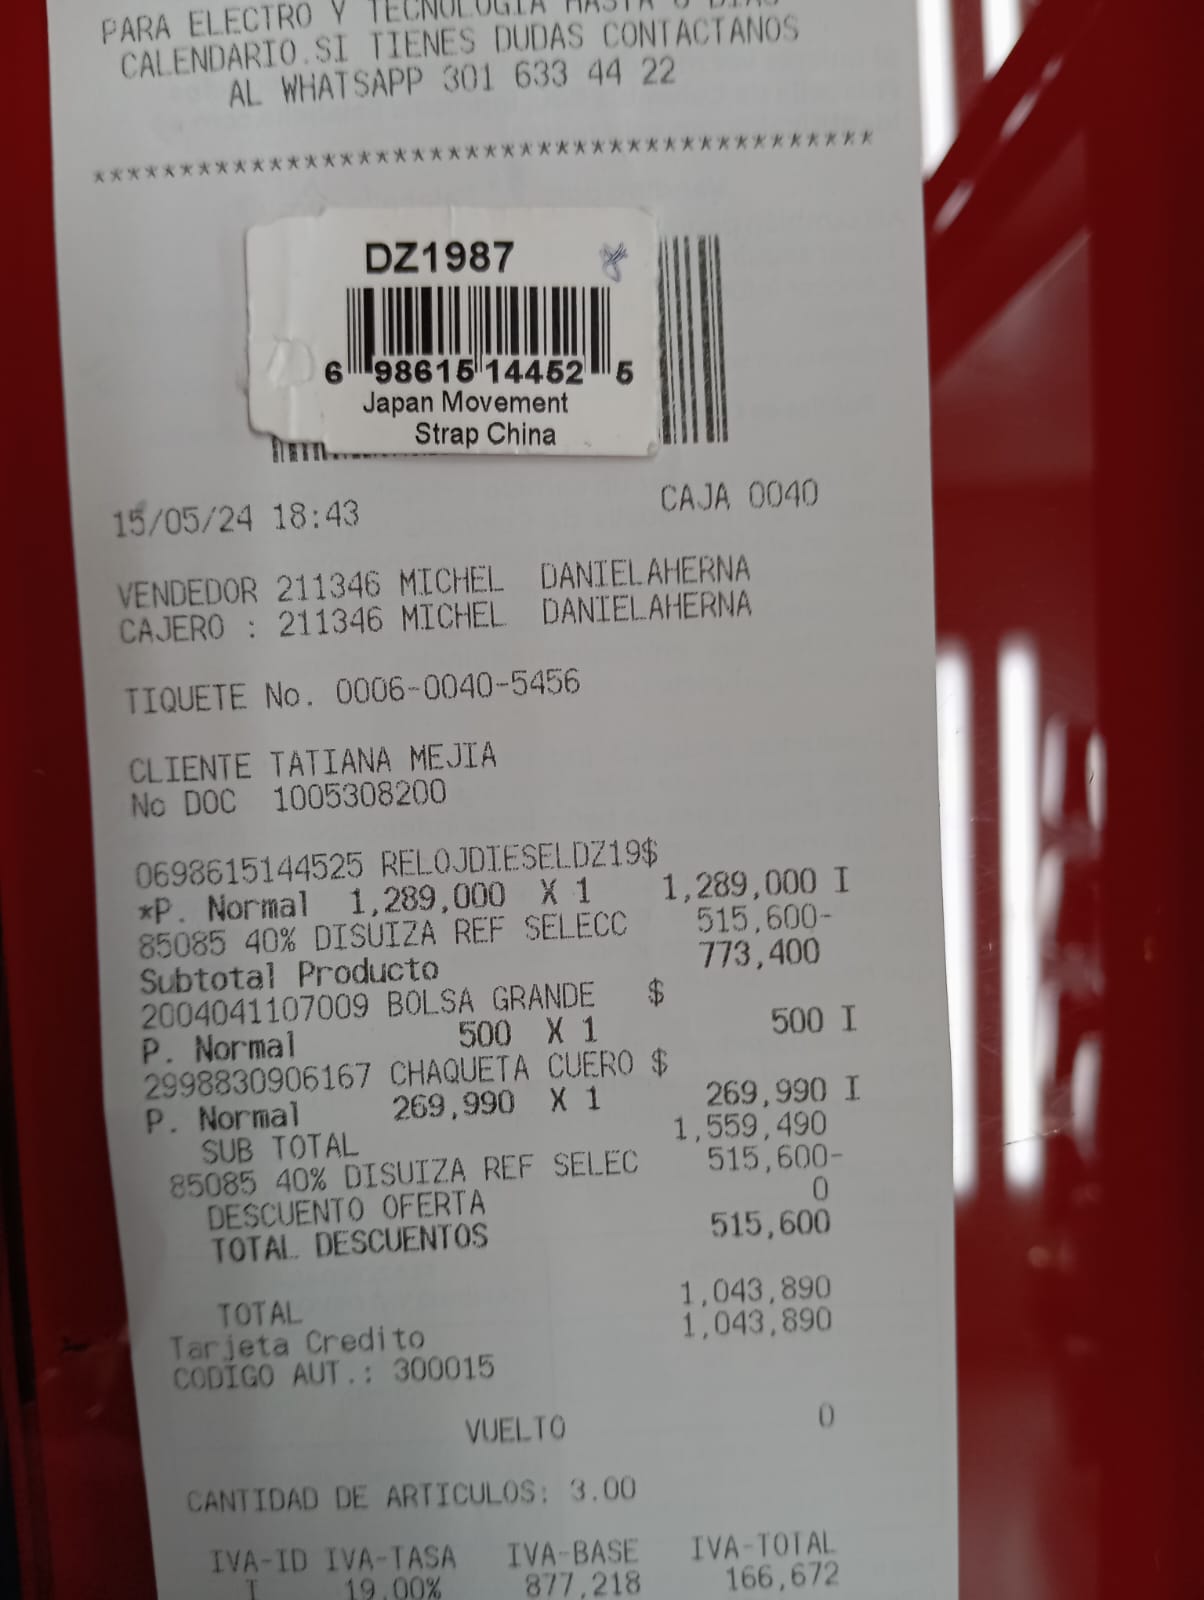 PARA ELECTRO Y TECNOLOGIA HASTA DIAS
CALENDARIO.SI TIENES DUDAS CONTACTANOS
AL WHATSAPP 301 633 44 22
*********************************************
DZ1987
6 98615 14452 5
Japan Movement
Strap China
15/05/24 18:43 CAJA 0040
VENDEDOR 211346 MICHEL DANIELAHERNA
CAJERO : 211346 MICHEL DANIELAHERNA
TIQUETE No. 0006-0040-5456
CLIENTE TATIANA MEJIA
No DOC 1005308200
0698615144525 RELOJDIESELDZ19$
*P. Normal 1,289,000 X 1 1,289,000 I
85085 40% DISUIZA REF SELECC 515,600-
Subtotal Producto 773,400
2004041107009 BOLSA GRANDE $
P. Normal 500 X 1 500 I
2998830906167 CHAQUETA CUERO $
P. Normal 269,990 X 1 269,990 I
SUB TOTAL 1,559,490
85085 40% DISUIZA REF SELEC 515,600-
DESCUENTO OFERTA 0
TOTAL DESCUENTOS 515,600
TOTAL 1,043,890
Tarjeta Credito 1,043,890
CODIGO AUT.: 300015
VUELTO 0
CANTIDAD DE ARTICULOS: 3.00
IVA-ID IVA-TASA IVA-BASE IVA-TOTAL
I 19.00% 877,218 166,672